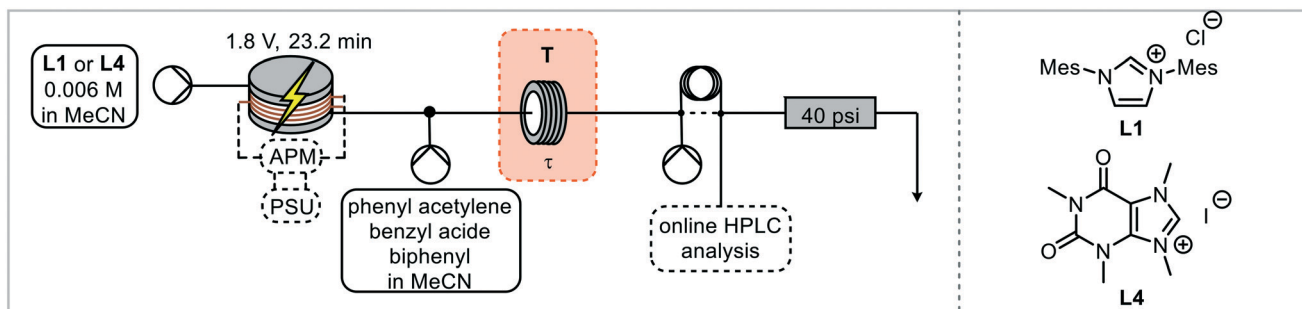 1.8 V, 23.2 min
L1 or L4
0.006 M
in MeCN
APM
PSU
phenyl acetylene
benzyl acide
biphenyl
in MeCN
T
τ
online HPLC
analysis
40 psi
Cl⊖
Mes N N⊕ Mes
L1
O
N N
O N N⊕
I⊖
L4